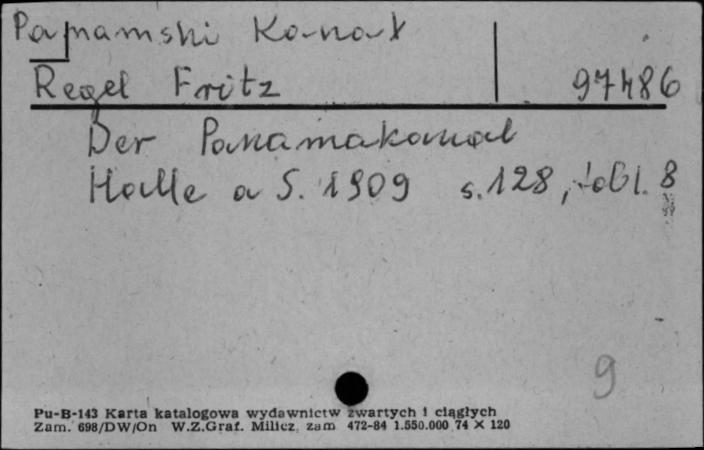 Panamski Kanał
Regel Fritz 97486
Der Panamakanal
Halle a S. 1909 s. 128, tabl. 8
9
Pu-B-143 Karta katalogowa wydawnictw zwartych i ciągłych
Zam. 698/DW/On W.Z.Graf. Milicz, zam 472-84 1.550.000 74 X 120